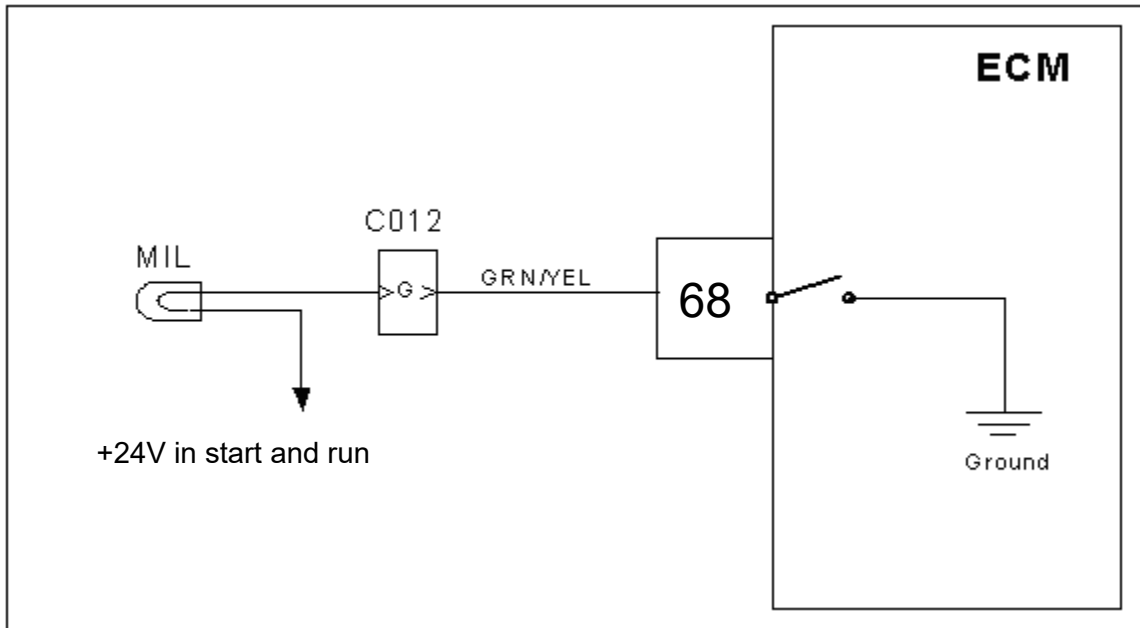 ECM
C012
MIL
G
GRN/YEL
68
+24V in start and run
Ground